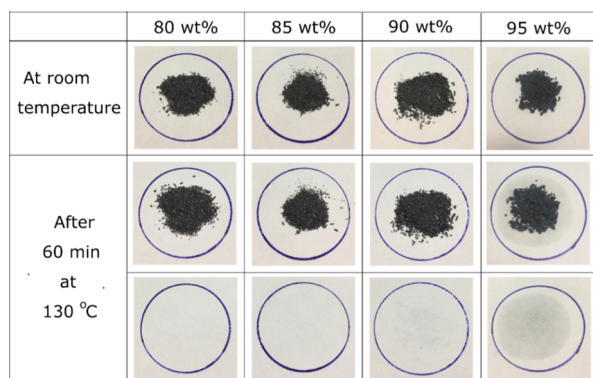 80 wt%
85 wt%
90 wt%
95 wt%
At room
temperature
After
60 min
at
130 °C